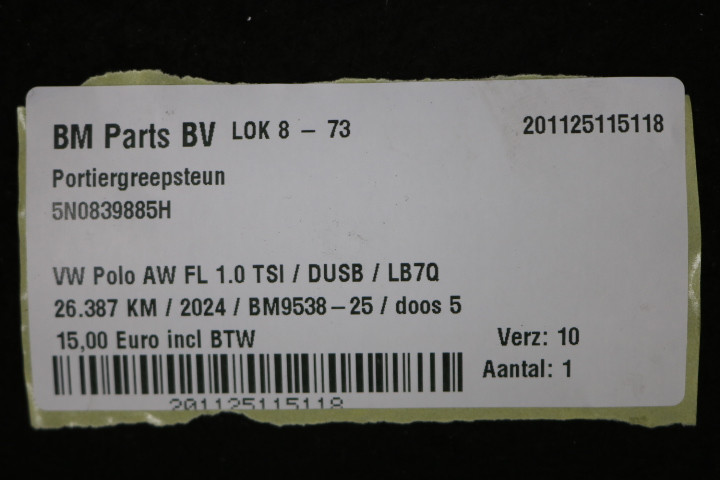 BM Parts BV LOK 8 – 73 201125115118
Portiergreepsteun
5N0839885H
VW Polo AW FL 1.0 TSI / DUSB / LB7Q
26.387 KM / 2024 / BM9538–25 / doos 5
15,00 Euro incl BTW Verz: 10
Aantal: 1
201125115118